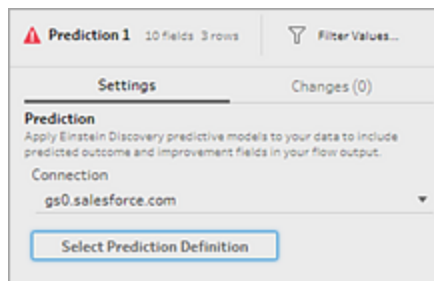 Prediction 1 10 fields 3 rows Filter Values...
Settings Changes (0)
Prediction
Apply Einstein Discovery predictive models to your data to include
predicted outcome and improvement fields in your flow output.
Connection
gs0.salesforce.com
Select Prediction Definition